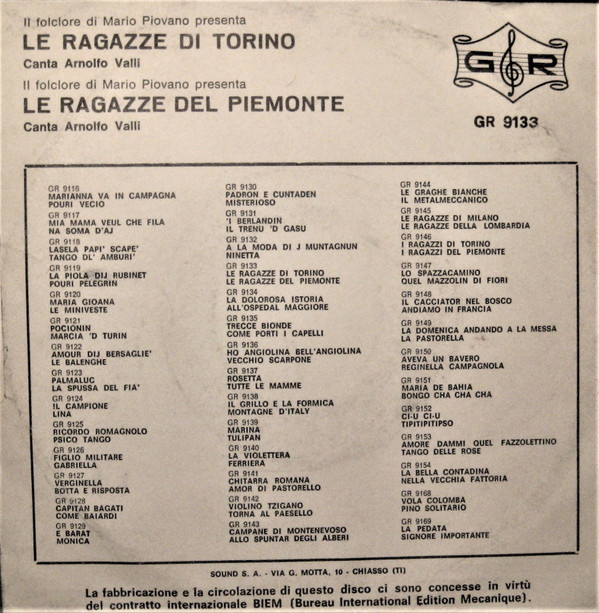 Il folclore di Mario Piovano presenta
LE RAGAZZE DI TORINO
Canta Arnolfo Valli
Il folclore di Mario Piovano presenta
LE RAGAZZE DEL PIEMONTE
Canta Arnolfo Valli
G R
GR 9133
GR 9116
MARIANNA VA IN CAMPAGNA
POURI VECIO
GR 9117
MIA MAMA VEUL CHE FILA
NA SOMA D'AJ
GR 9118
LASELA PAPI' SCAPE'
TANGO DL' AMBURI'
GR 9119
LA PIOLA DIJ RUBINET
POURI PELEGRIN
GR 9120
MARIA GIOANA
LE MINIVESTE
GR 9121
POCIONIN
MARCIA 'D TURIN
GR 9122
AMOUR DIJ BERSAGLIE'
LE BALENGHE
GR 9123
PALMALUC
LA SPUSSA DEL FIA'
GR 9124
IL CAMPIONE
LINA
GR 9125
RICORDO ROMAGNOLO
PSICO TANGO
GR 9126
FIGLIO MILITARE
GABRIELLA
GR 9127
VERGINELLA
BOTTA E RISPOSTA
GR 9128
CAPITAN BAGATI
COME BAIARDI
GR 9129
E BARAT
MONICA
GR 9130
PADRON E CUNTADEN
MISTERIOSO
GR 9131
'I BERLANDIN
IL TRENU 'D GASU
GR 9132
A LA MODA DI J MUNTAGNUN
NINETTA
GR 9133
LE RAGAZZE DI TORINO
LE RAGAZZE DEL PIEMONTE
GR 9134
LA DOLOROSA ISTORIA
ALL'OSPEDAL MAGGIORE
GR 9135
TRECCE BIONDE
COME PORTI I CAPELLI
GR 9136
HO ANGIOLINA BELL'ANGIOLINA
VECCHIO SCARPONE
GR 9137
ROSETTA
TUTTE LE MAMME
GR 9138
IL GRILLO E LA FORMICA
MONTAGNE D'ITALY
GR 9139
MARINA
TULIPAN
GR 9140
LA VIOLETTERA
FERRIERA
GR 9141
CHITARRA ROMANA
AMOR DI PASTORELLO
GR 9142
VIOLINO TZIGANO
TORNA AL PAESELLO
GR 9143
CAMPANE DI MONTENEVOSO
ALLO SPUNTAR DEGLI ALBERI
GR 9144
LE GRAGHE BIANCHE
IL METALMECCANICO
GR 9145
LE RAGAZZE DI MILANO
LE RAGAZZE DELLA LOMBARDIA
GR 9146
I RAGAZZI DI TORINO
I RAGAZZI DEL PIEMONTE
GR 9147
LO SPAZZACAMINO
QUEL MAZZOLIN DI FIORI
GR 9148
IL CACCIATOR NEL BOSCO
ANDIAMO IN FRANCIA
GR 9149
LA DOMENICA ANDANDO A LA MESSA
LA PASTORELLA
GR 9150
AVEVA UN BAVERO
REGINELLA CAMPAGNOLA
GR 9151
MARIA DE BAHIA
BONGO CHA CHA CHA
GR 9152
CI-U CI-U
TIPITIPITIPSO
GR 9153
AMORE DAMMI QUEL FAZZOLETTINO
TANGO DELLE ROSE
GR 9154
LA BELLA CONTADINA
NELLA VECCHIA FATTORIA
GR 9168
VOLA COLOMBA
PINO SOLITARIO
GR 9169
LA PEDATA
SIGNORE IMPORTANTE
SOUND S. A. - VIA G. MOTTA, 10 - CHIASSO (TI)
La fabbricazione e la circolazione di questo disco ci sono concesse in virtù
del contratto internazionale BIEM (Bureau International Edition Mecanique).